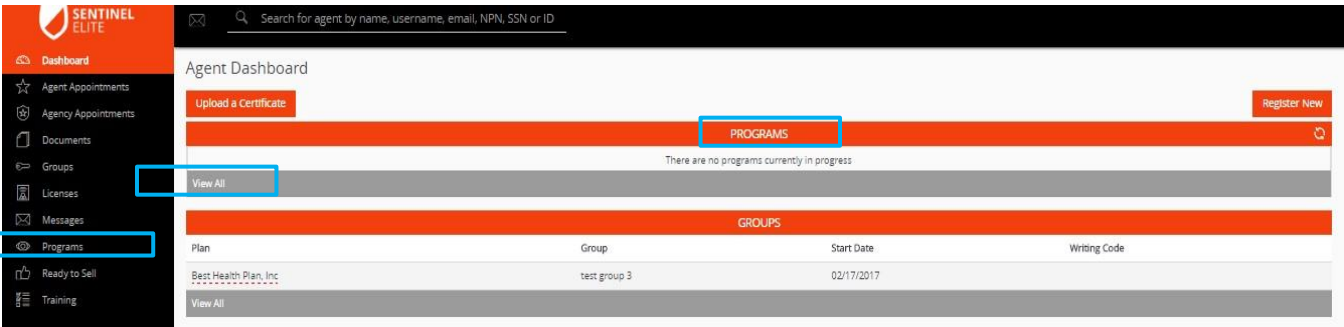 SENTINEL
ELITE
Search for agent by name, username, email, NPN, SSN or ID
Dashboard
Agent Appointments
Agency Appointments
Documents
Groups
Licenses
Messages
Programs
Ready to Sell
Training
Agent Dashboard
Upload a Certificate
Register New
PROGRAMS
There are no programs currently in progress
View All
GROUPS
Plan Group Start Date Writing Code
Best Health Plan, Inc test group 3 02/17/2017
View All